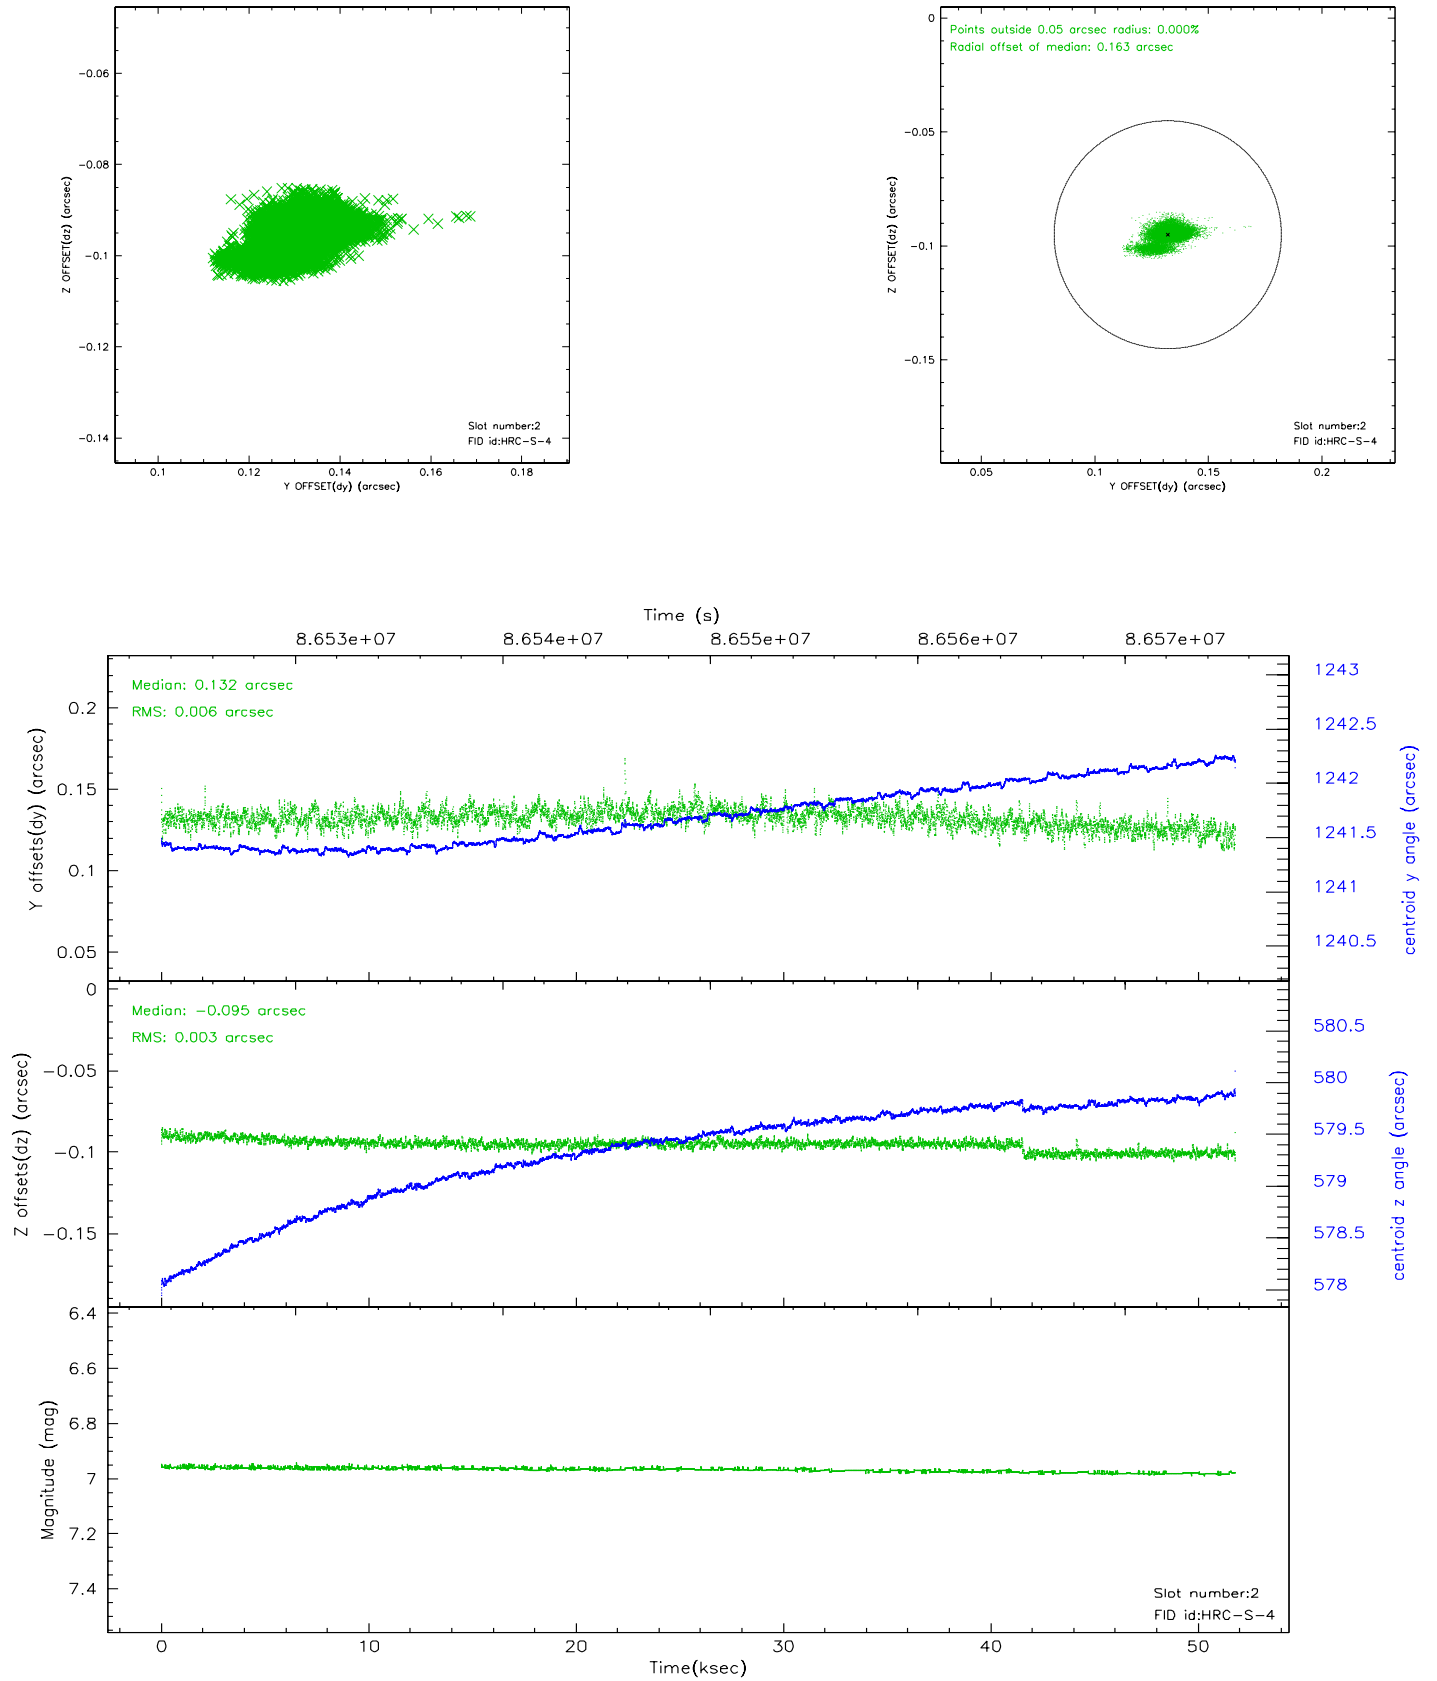 −0.06
−0.08
−0.1
−0.12
−0.14
Z OFFSET(dz) (arcsec)
Slot number:2
FID id:HRC−S−4
0.1 0.12 0.14 0.16 0.18
Y OFFSET(dy) (arcsec)
Points outside 0.05 arcsec radius: 0.000%
Radial offset of median: 0.163 arcsec
0
−0.05
−0.1
−0.15
Z OFFSET(dz) (arcsec)
Slot number:2
FID id:HRC−S−4
0.05 0.1 0.15 0.2
Y OFFSET(dy) (arcsec)
Time (s)
8.653e+07 8.654e+07 8.655e+07 8.656e+07 8.657e+07
Median: 0.132 arcsec
RMS: 0.006 arcsec
0.2
0.15
0.1
0.05
Y offsets(dy) (arcsec)
1243
1242.5
1242
1241.5
1241
1240.5
centroid y angle (arcsec)
Median: −0.095 arcsec
RMS: 0.003 arcsec
0
−0.05
−0.1
−0.15
Z offsets(dz) (arcsec)
580.5
580
579.5
579
578.5
578
centroid z angle (arcsec)
6.4
6.6
6.8
7
7.2
7.4
Magnitude (mag)
Slot number:2
FID id:HRC−S−4
0 10 20 30 40 50
Time(ksec)